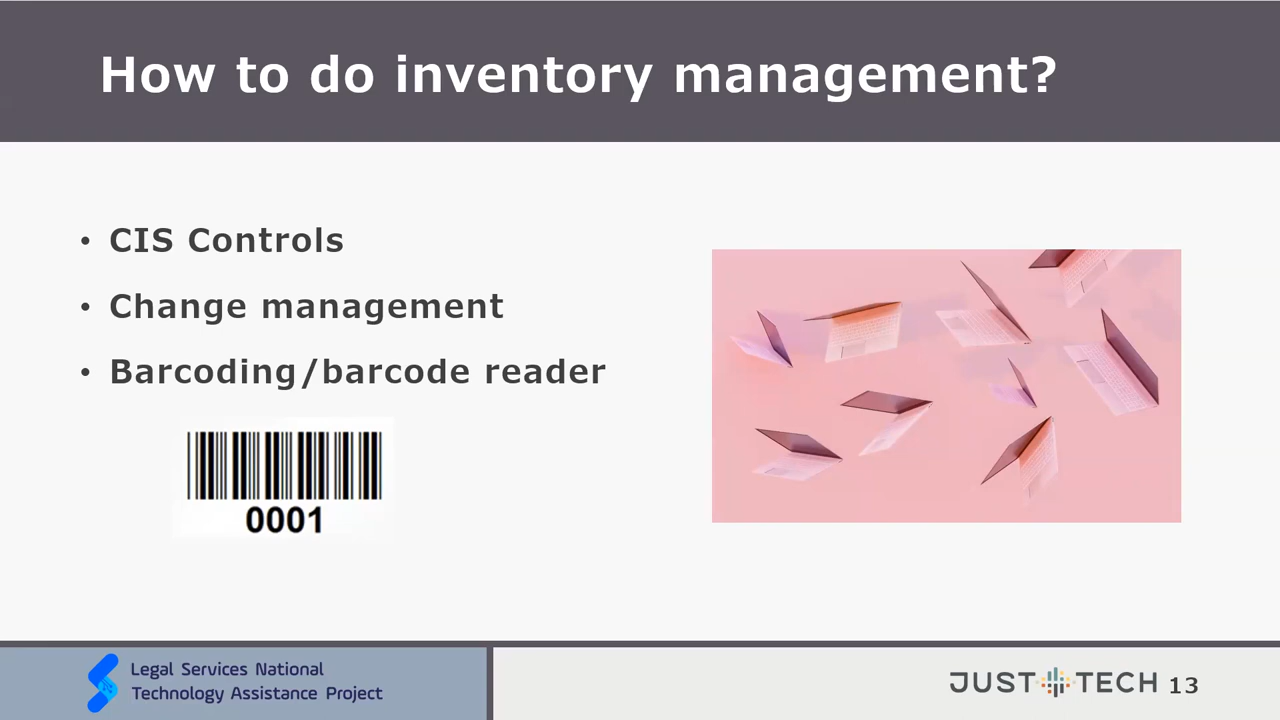 How to do inventory management?
• CIS Controls
• Change management
• Barcoding/barcode reader
0001
Legal Services National
Technology Assistance Project
JUST TECH 13